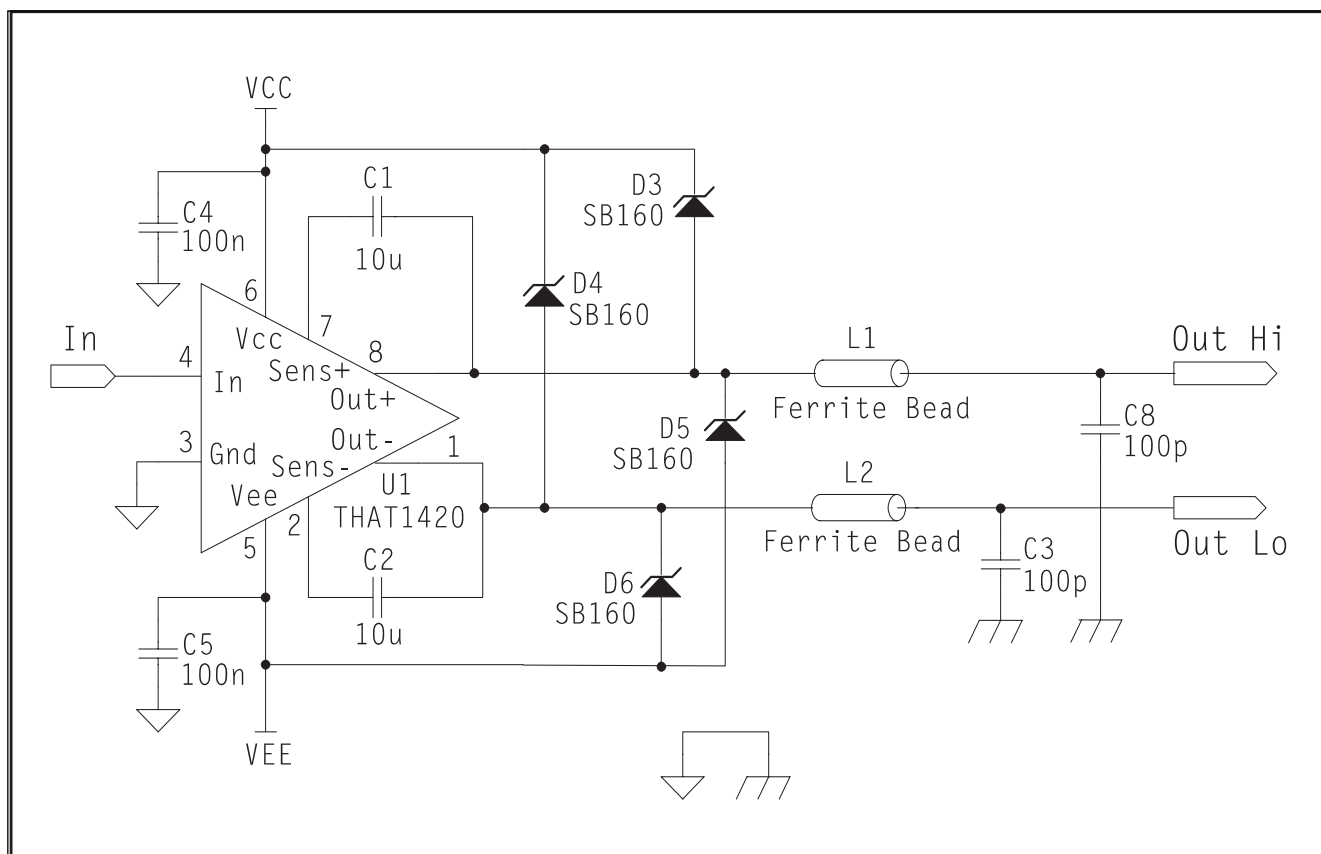 VCC
C4
100n
C1
10u
D3
SB160
D4
SB160
In
6
7
8
4
Vcc
Sens+
In
Out+
3
Gnd
Out-
Sens-
Vee
1
2
5
U1
THAT1420
C2
10u
L1
Ferrite Bead
Out Hi
D5
SB160
C8
100p
L2
Ferrite Bead
Out Lo
C3
100p
D6
SB160
C5
100n
VEE